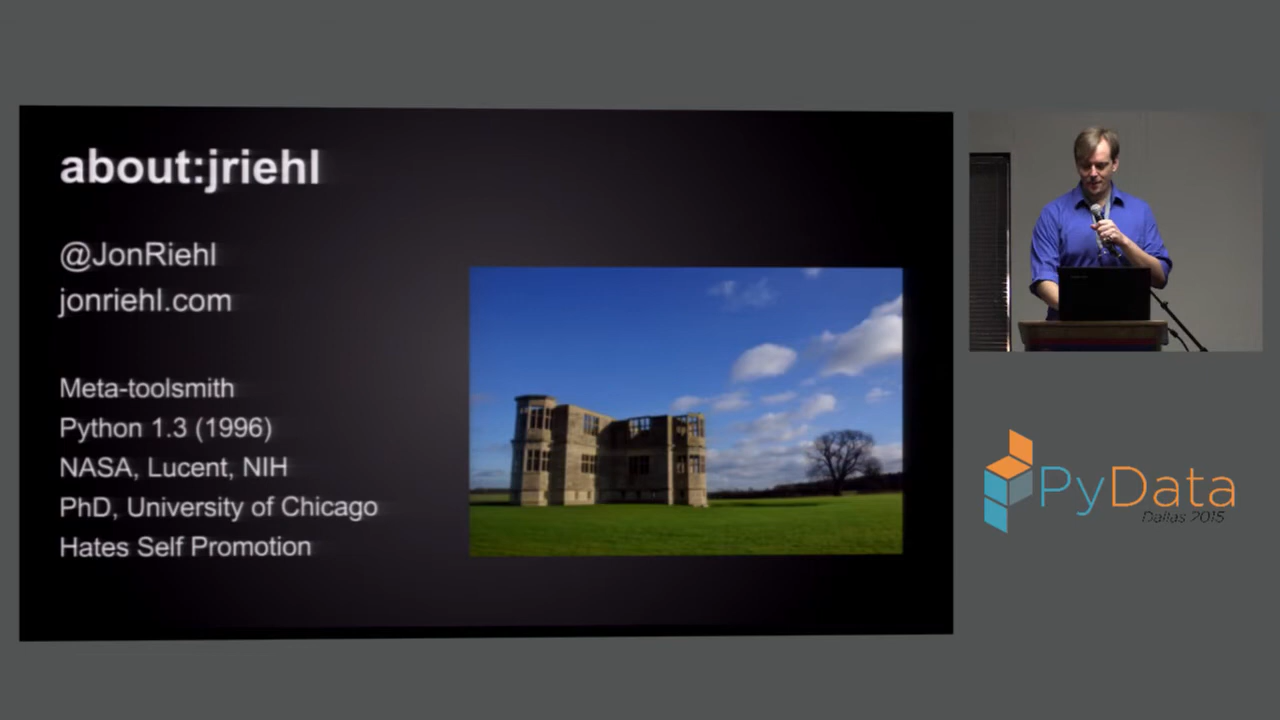 about:jriehl
@JonRiehl
jonriehl.com
Meta-toolsmith
Python 1.3 (1996)
NASA, Lucent, NIH
PhD, University of Chicago
Hates Self Promotion
PyData
Dallas 2015